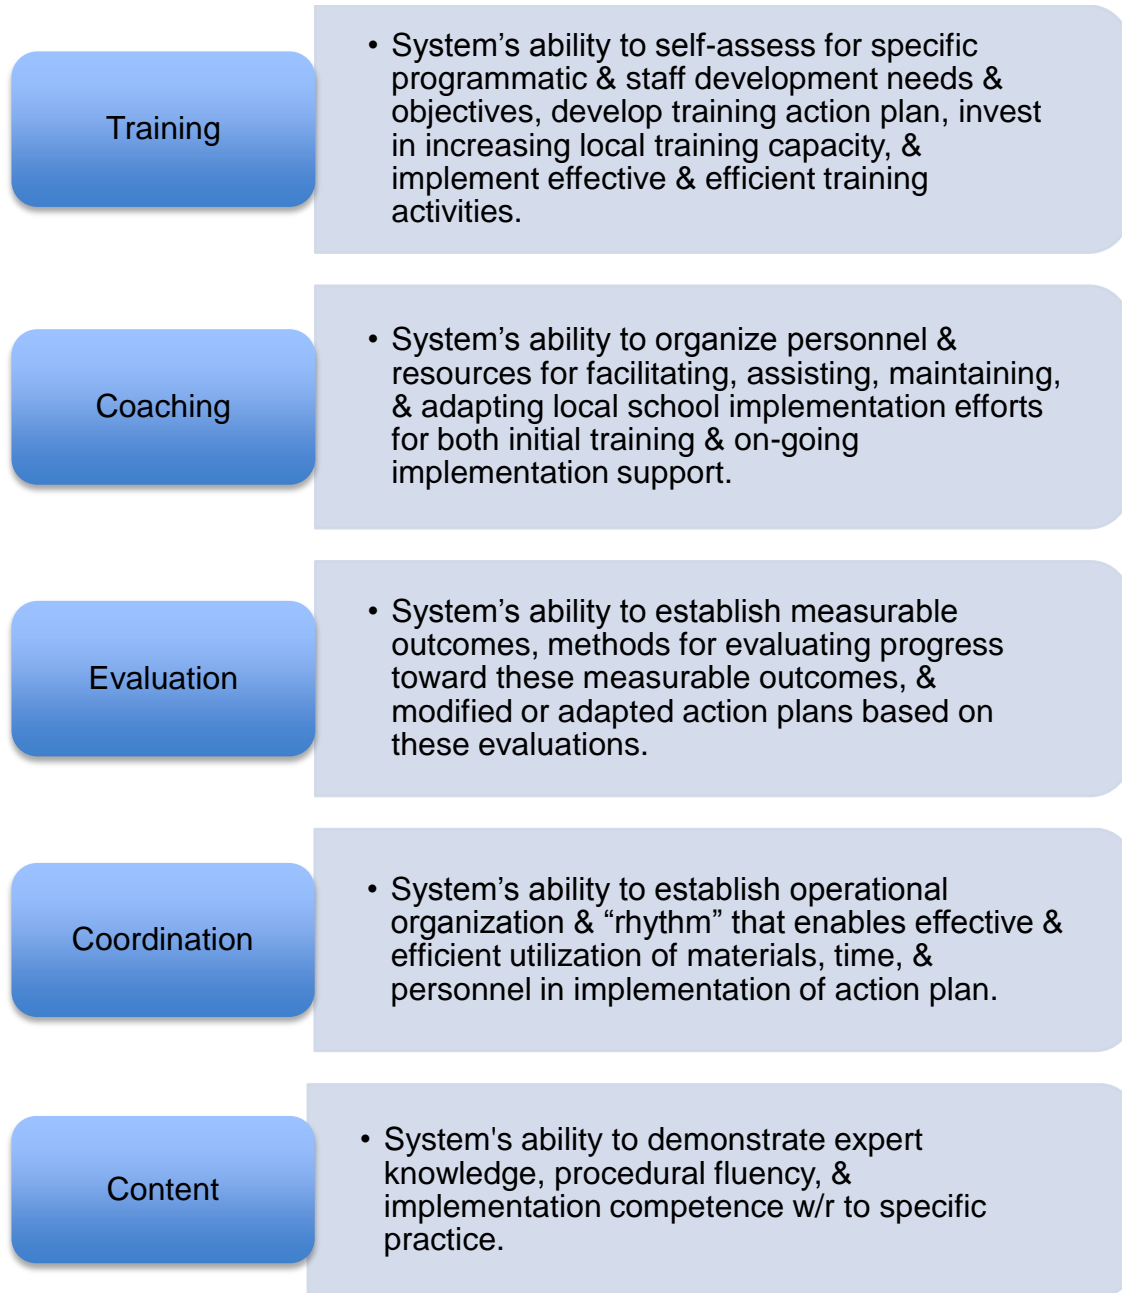 Training
• System’s ability to self-assess for specific
programmatic & staff development needs &
objectives, develop training action plan, invest
in increasing local training capacity, &
implement effective & efficient training
activities.
Coaching
• System’s ability to organize personnel &
resources for facilitating, assisting, maintaining,
& adapting local school implementation efforts
for both initial training & on-going
implementation support.
Evaluation
• System’s ability to establish measurable
outcomes, methods for evaluating progress
toward these measurable outcomes, &
modified or adapted action plans based on
these evaluations.
Coordination
• System’s ability to establish operational
organization & “rhythm” that enables effective &
efficient utilization of materials, time, &
personnel in implementation of action plan.
Content
• System's ability to demonstrate expert
knowledge, procedural fluency, &
implementation competence w/r to specific
practice.